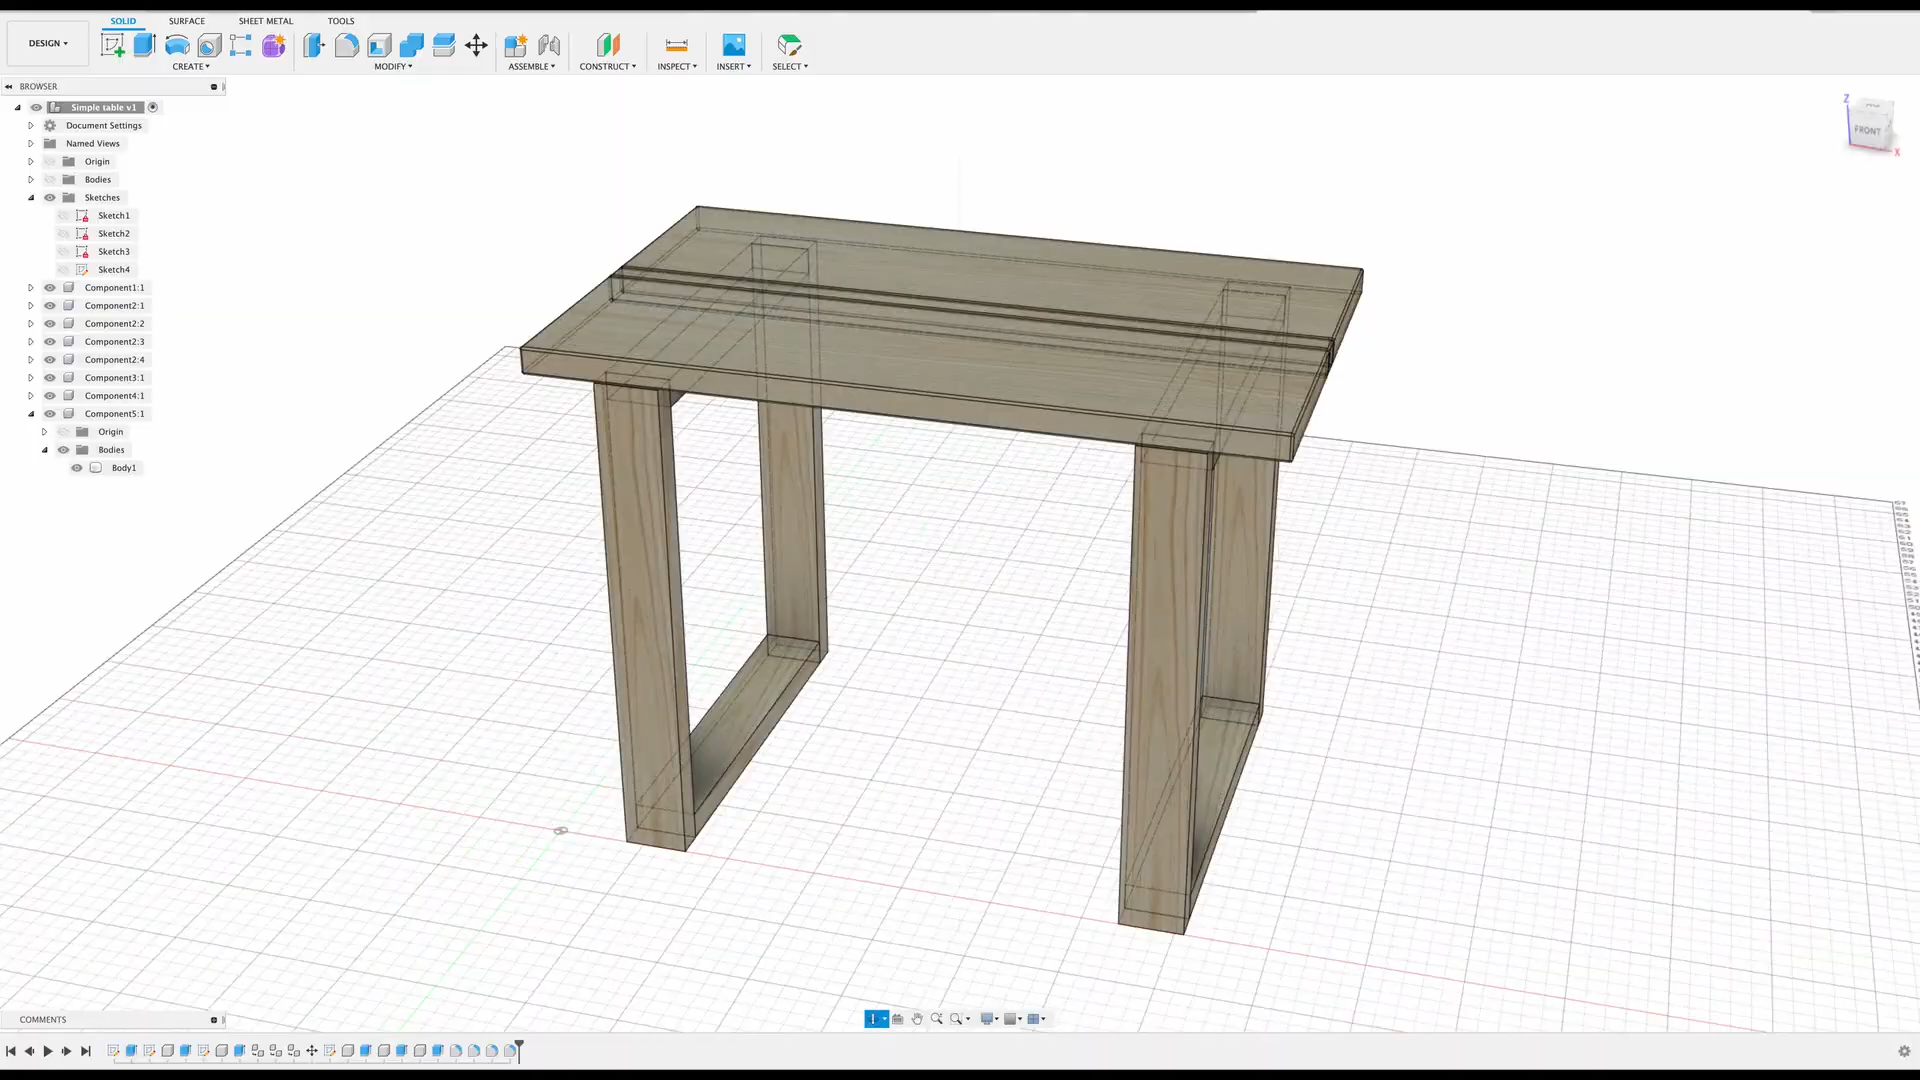 SOLID SURFACE SHEET METAL TOOLS
DESIGN
CREATE MODIFY ASSEMBLE CONSTRUCT INSPECT INSERT SELECT
BROWSER
Simple table v1
Document Settings
Named Views
Origin
Bodies
Sketches
Sketch1
Sketch2
Sketch3
Sketch4
Component1:1
Component2:1
Component2:2
Component2:3
Component2:4
Component3:1
Component4:1
Component5:1
Origin
Bodies
Body1
Z
FRONT
X
COMMENTS